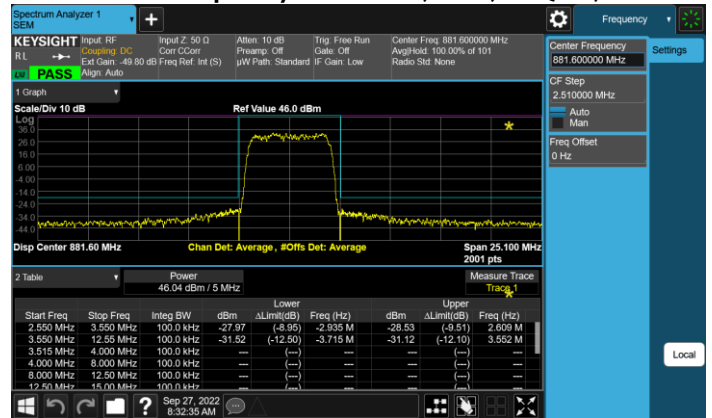 Spectrum Analyzer 1
SEM
Frequency
KEYSIGHT Input: RF Input Z: 50 Ω Atten: 10 dB Trig: Free Run Center Freq: 881.600000 MHz
RL Coupling: DC Corr CCorr Preamp: Off Gate: Off Avg|Hold: 100.00% of 101
Ext Gain: -49.80 dB Freq Ref: Int (S) µW Path: Standard IF Gain: Low Radio Std: None
LXI PASS Align: Auto
Center Frequency
881.600000 MHz
Settings
CF Step
2.510000 MHz
Auto
Man
Freq Offset
0 Hz
1 Graph
Scale/Div 10 dB Ref Value 46.0 dBm
Log
36.0
26.0
16.0
6.00
-4.00
-14.0
-24.0
-34.0
-44.0
Disp Center 881.60 MHz Chan Det: Average, #Offs Det: Average Span 25.100 MHz
2001 pts
2 Table Power Measure Trace
46.04 dBm / 5 MHz Trace 1
Lower Upper
Start Freq Stop Freq Integ BW dBm ΔLimit(dB) Freq (Hz) dBm ΔLimit(dB) Freq (Hz)
2.550 MHz 3.550 MHz 100.0 kHz -27.97 (-8.95) -2.935 M -28.53 (-9.51) 2.609 M
3.550 MHz 12.55 MHz 100.0 kHz -31.52 (-12.50) -3.715 M -31.12 (-12.10) 3.552 M
3.515 MHz 4.000 MHz 100.0 kHz --- (---) --- --- (---) ---
4.000 MHz 8.000 MHz 100.0 kHz --- (---) --- --- (---) ---
8.000 MHz 12.50 MHz 100.0 kHz --- (---) --- --- (---) ---
12.50 MHz 15.00 MHz 100.0 kHz --- (---) --- --- (---) ---
Local
Sep 27, 2022
8:32:35 AM